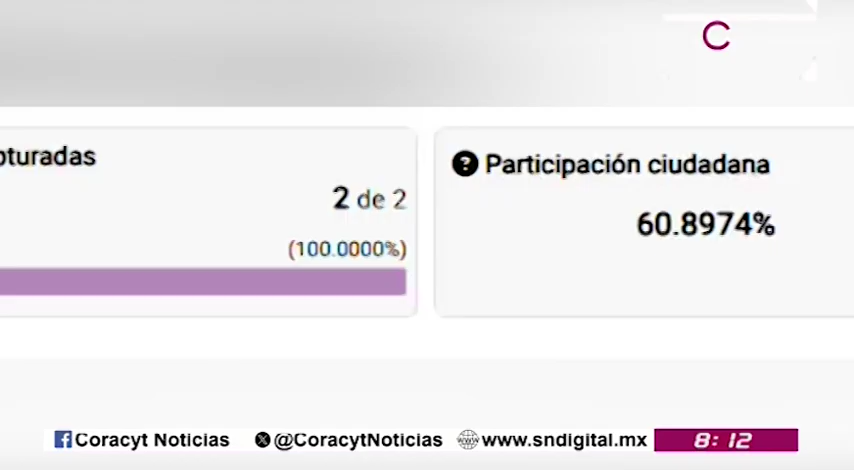 C
pturadas
2 de 2
(100.0000%)
Participación ciudadana
60.8974%
Coracyt Noticias @CoracytNoticias www.sndigital.mx 8:12